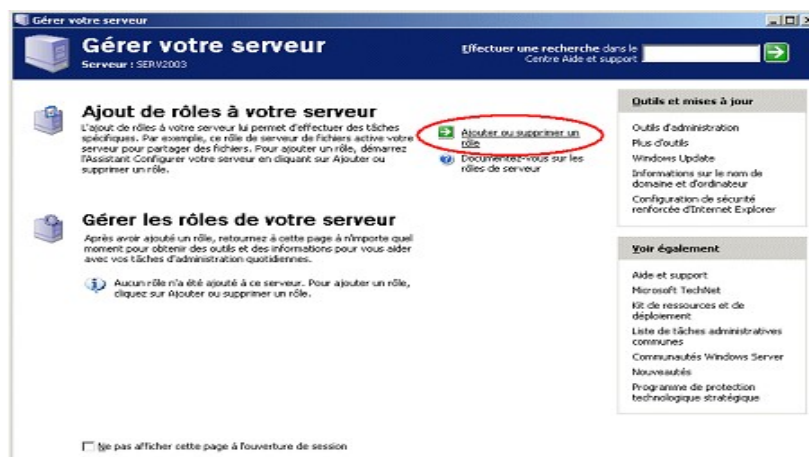 Gérer votre serveur
Gérer votre serveur
Serveur : SERV2003
Effectuer une recherche dans le
Centre Aide et support
Ajout de rôles à votre serveur
L'ajout de rôles à votre serveur lui permet d'effectuer des tâches
spécifiques. Par exemple, ce rôle de serveur de fichiers active votre
serveur pour partager des fichiers. Pour ajouter un rôle, démarrez
l'Assistant Configurer votre serveur en cliquant sur Ajouter ou
supprimer un rôle.
Ajouter ou supprimer un
rôle
Documentez-vous sur les
rôles de serveur
Gérer les rôles de votre serveur
Après avoir ajouté un rôle, retournez à cette page à n'importe quel
moment pour obtenir des outils et des informations pour vous aider
avec vos tâches d'administration quotidiennes.
Aucun rôle n'a été ajouté à ce serveur. Pour ajouter un rôle,
cliquez sur Ajouter ou supprimer un rôle.
Outils et mises à jour
Outils d'administration
Plus d'outils
Windows Update
Informations sur le nom de
domaine et d'ordinateur
Configuration de sécurité
renforcée d'Internet Explorer
Voir également
Aide et support
Microsoft TechNet
Kit de ressources et de
déploiement
Liste de tâches administratives
communes
Communautés Windows Server
Nouveautés
Programme de protection
technologique stratégique
Ne pas afficher cette page à l'ouverture de session